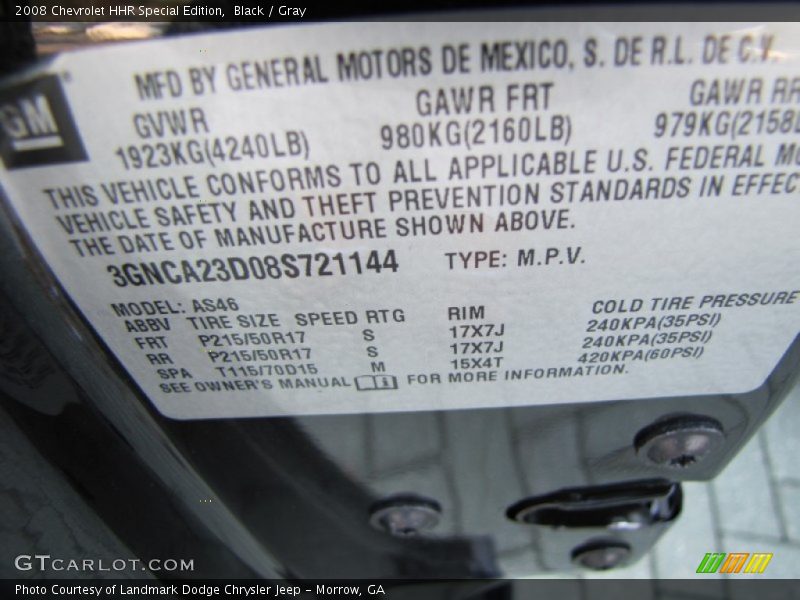 2008 Chevrolet HHR Special Edition,  Black / Gray
MFD BY GENERAL MOTORS DE MEXICO, S. DE R.L. DE C.V.
GM
GVWR GAWR FRT GAWR RR
1923KG(4240LB) 980KG(2160LB) 979KG(2158L
THIS VEHICLE CONFORMS TO ALL APPLICABLE U.S. FEDERAL MO
VEHICLE SAFETY AND THEFT PREVENTION STANDARDS IN EFFEC
THE DATE OF MANUFACTURE SHOWN ABOVE.
3GNCA23D08S721144 TYPE: M.P.V.
MODEL: AS46
ABBV TIRE SIZE SPEED RTG RIM COLD TIRE PRESSURE
FRT P215/50R17 S 17X7J 240KPA(35PSI)
RR P215/50R17 S 17X7J 240KPA(35PSI)
SPA T115/70D15 M 15X4T 420KPA(60PSI)
SEE OWNER'S MANUAL FOR MORE INFORMATION.
GTCARLOT.COM
Photo Courtesy of Landmark Dodge Chrysler Jeep - Morrow, GA